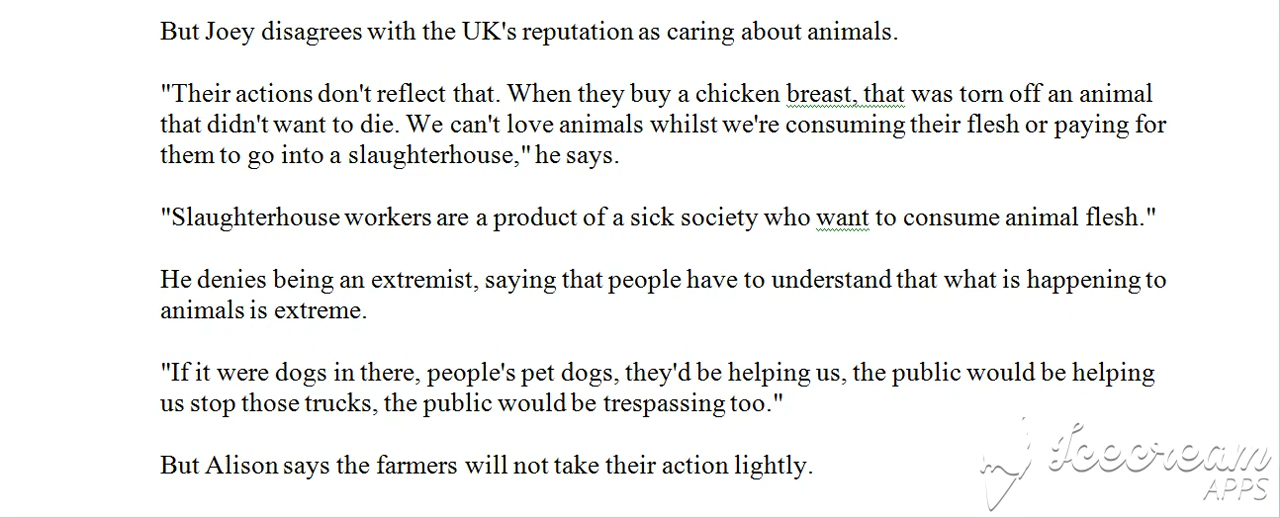 But Joey disagrees with the UK's reputation as caring about animals.
"Their actions don't reflect that. When they buy a chicken breast, that was torn off an animal
that didn't want to die. We can't love animals whilst we're consuming their flesh or paying for
them to go into a slaughterhouse," he says.
"Slaughterhouse workers are a product of a sick society who want to consume animal flesh."
He denies being an extremist, saying that people have to understand that what is happening to
animals is extreme.
"If it were dogs in there, people's pet dogs, they'd be helping us, the public would be helping
us stop those trucks, the public would be trespassing too."
But Alison says the farmers will not take their action lightly.
Icecream
APPS